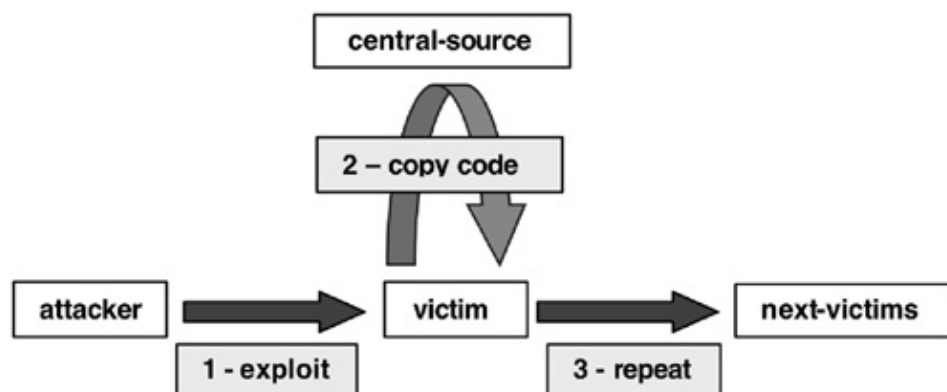 central-source
2 – copy code
attacker
victim
next-victims
1 - exploit
3 - repeat